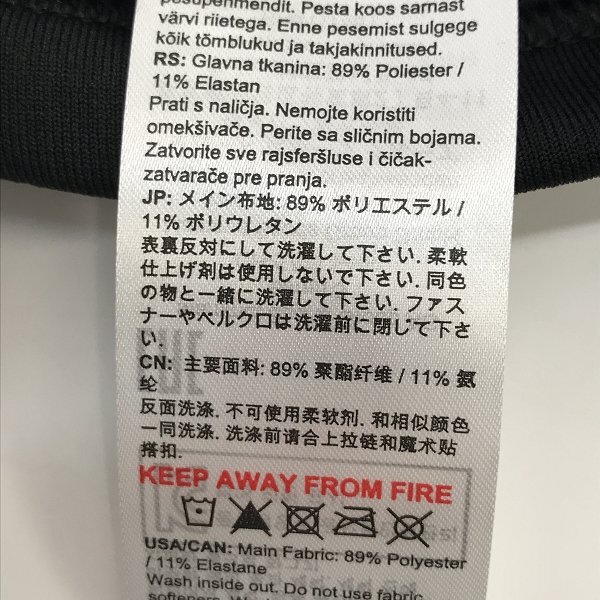 pesupehmendit. Pesta koos sarnast
värvi riietega. Enne pesemist sulgege
kõik tõmblukud ja takjakinnitused.
RS: Glavna tkanina: 89% Poliester /
11% Elastan
Prati s naličja. Nemojte koristiti
omekšivače. Perite sa sličnim bojama.
Zatvorite sve rajsferšluse i čičak-
zatvarače pre pranja.
JP: メイン布地: 89% ポリエステル /
11% ポリウレタン
表裏反対にして洗濯して下さい. 柔軟
仕上げ剤は使用しないで下さい. 同色
の物と一緒に洗濯して下さい. ファス
ナーやベルクロは洗濯前に閉じて下さ
い.
CN: 主要面料: 89% 聚酯纤维 / 11% 氨
纶
反面洗涤. 不可使用柔软剂. 和相似颜色
一同洗涤. 洗涤前请合上拉链和魔术贴
搭扣.
KEEP AWAY FROM FIRE
USA/CAN: Main Fabric: 89% Polyester
/ 11% Elastane
Wash inside out. Do not use fabric
softeners. Wash